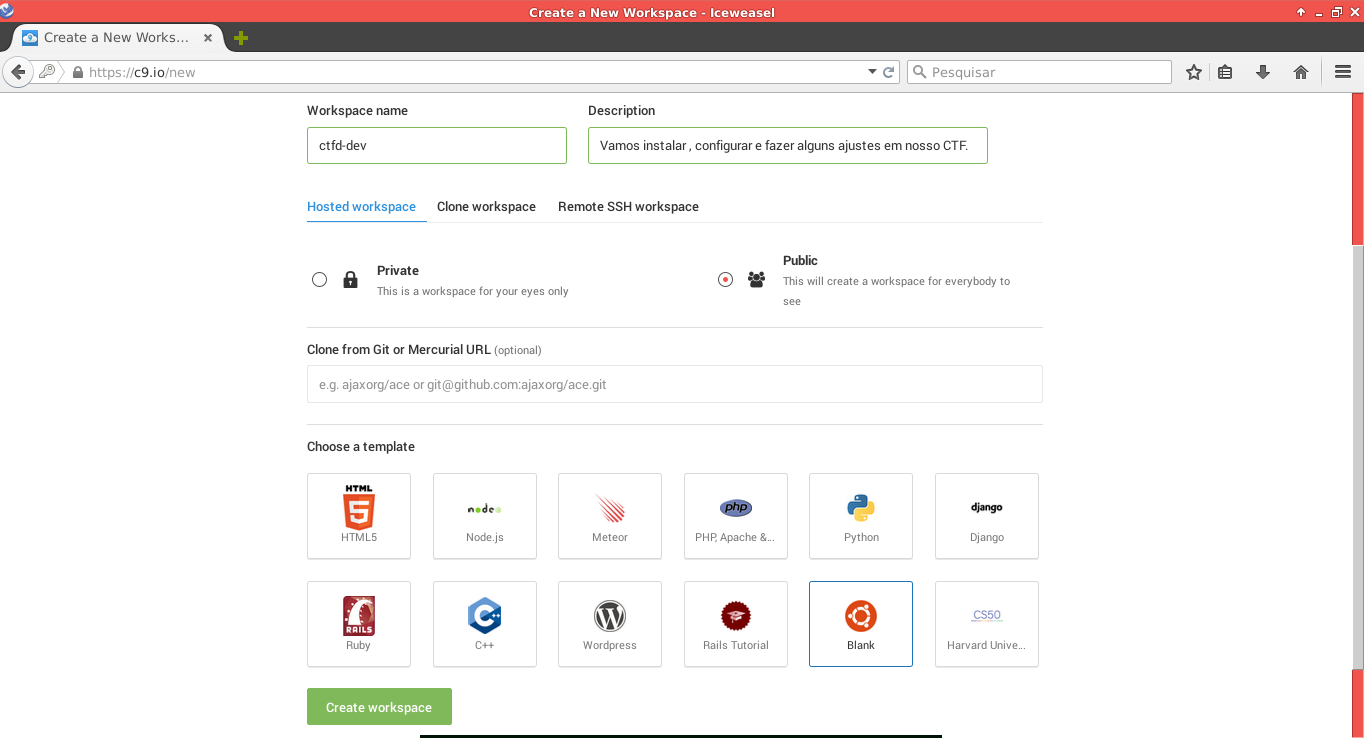 Create a New Workspace - Iceweasel
Create a New Works...
https://c9.io/new
Pesquisar
Workspace name
Description
ctfd-dev
Vamos instalar , configurar e fazer alguns ajustes em nosso CTF.
Hosted workspace
Clone workspace
Remote SSH workspace
Private
This is a workspace for your eyes only
Public
This will create a workspace for everybody to
see
Clone from Git or Mercurial URL (optional)
e.g. ajaxorg/ace or git@github.com:ajaxorg/ace.git
Choose a template
HTML
5
HTML5
node
Node.js
Meteor
php
PHP, Apache &...
Python
django
Django
RAILS
Ruby
C++
C++
Wordpress
Rails Tutorial
Blank
CS50
Harvard Unive...
Create workspace